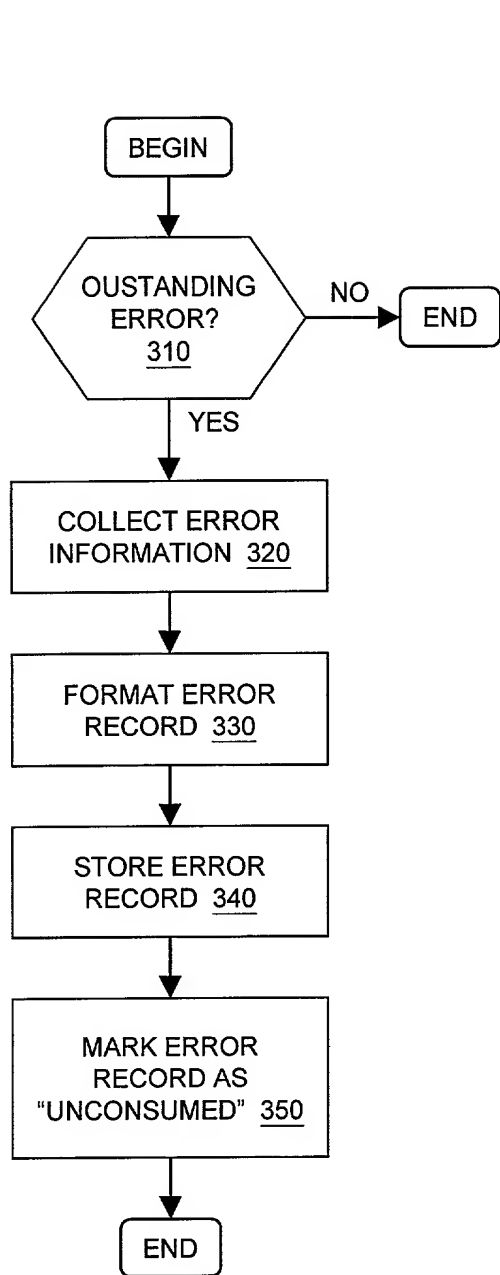 BEGIN
OUSTANDING
ERROR?
310
NO
END
YES
COLLECT ERROR
INFORMATION 320
FORMAT ERROR
RECORD 330
STORE ERROR
RECORD 340
MARK ERROR
RECORD AS
“UNCONSUMED” 350
END